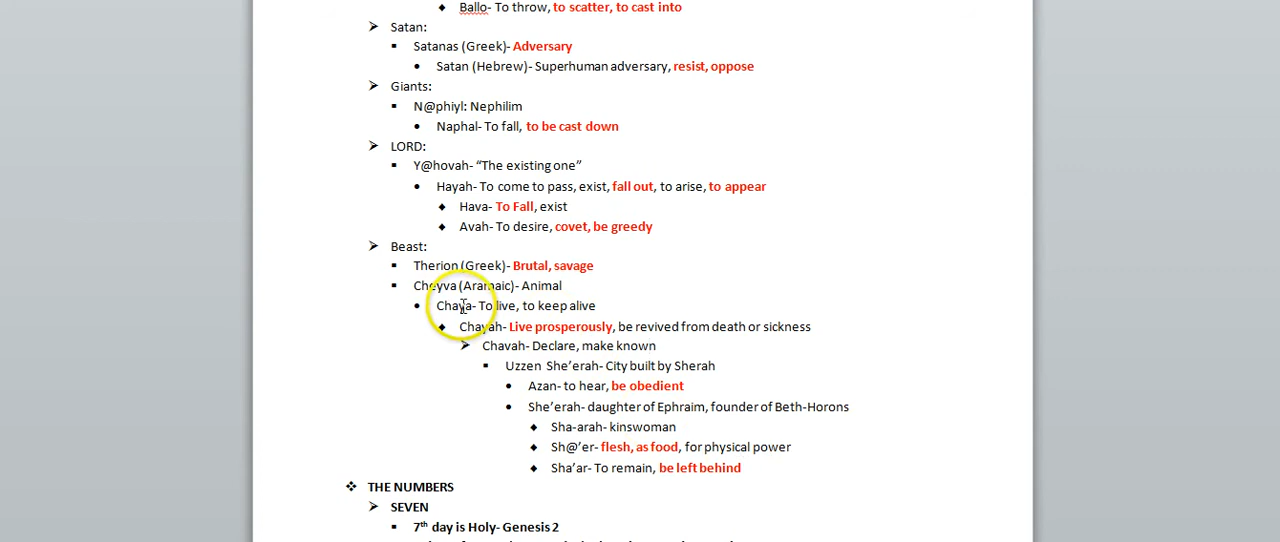 Ballo- To throw, to scatter, to cast into
Satan:
Satanas (Greek)- Adversary
Satan (Hebrew)- Superhuman adversary, resist, oppose
Giants:
N@phiyl: Nephilim
Naphal- To fall, to be cast down
LORD:
Y@hovah- “The existing one”
Hayah- To come to pass, exist, fall out, to arise, to appear
Hava- To Fall, exist
Avah- To desire, covet, be greedy
Beast:
Therion (Greek)- Brutal, savage
Cheyva (Aramaic)- Animal
Chaya- To live, to keep alive
Chayah- Live prosperously, be revived from death or sickness
Chavah- Declare, make known
Uzzen She’erah- City built by Sherah
Azan- to hear, be obedient
She’erah- daughter of Ephraim, founder of Beth-Horons
Sha-arah- kinswoman
Sh@’er- flesh, as food, for physical power
Sha’ar- To remain, be left behind
THE NUMBERS
SEVEN
7th day is Holy- Genesis 2